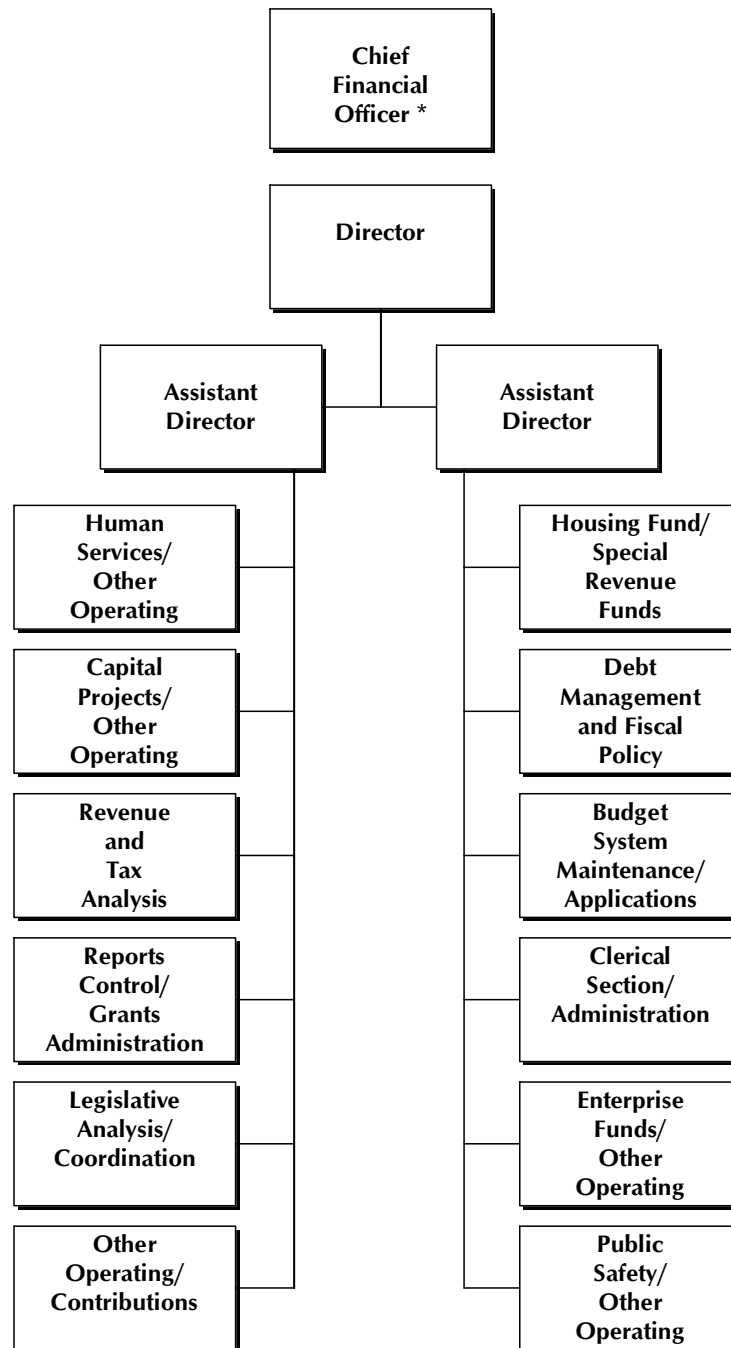 Chief
Financial
Officer *
Director
Assistant
Director
Assistant
Director
Human
Services/
Other
Operating
Housing Fund/
Special
Revenue
Funds
Capital
Projects/
Other
Operating
Debt
Management
and Fiscal
Policy
Revenue
and
Tax
Analysis
Budget
System
Maintenance/
Applications
Reports
Control/
Grants
Administration
Clerical
Section/
Administration
Legislative
Analysis/
Coordination
Enterprise
Funds/
Other
Operating
Other
Operating/
Contributions
Public
Safety/
Other
Operating